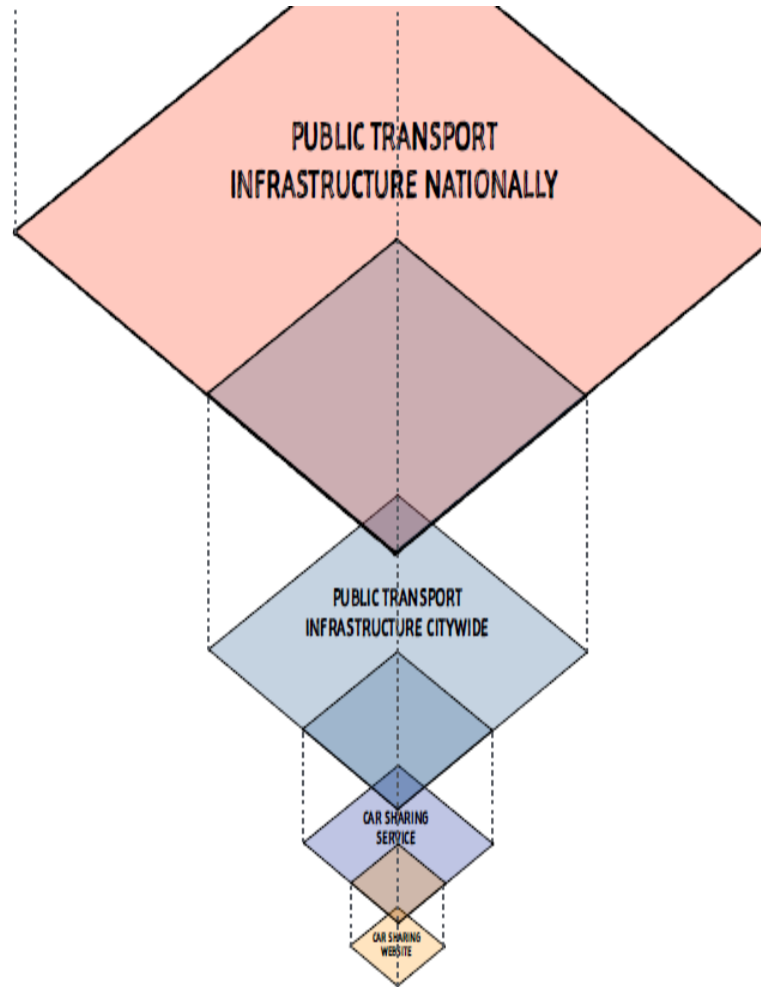 PUBLIC TRANSPORT
INFRASTRUCTURE NATIONALLY
PUBLIC TRANSPORT
INFRASTRUCTURE CITYWIDE
CAR SHARING
SERVICE
CAR SHARING
WEBSITE